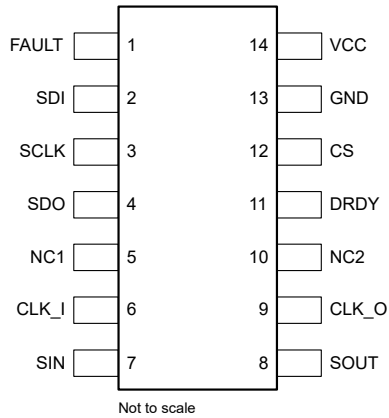 FAULT 1 14 VCC
SDI 2 13 GND
SCLK 3 12 CS
SDO 4 11 DRDY
NC1 5 10 NC2
CLK_I 6 9 CLK_O
SIN 7 8 SOUT
Not to scale